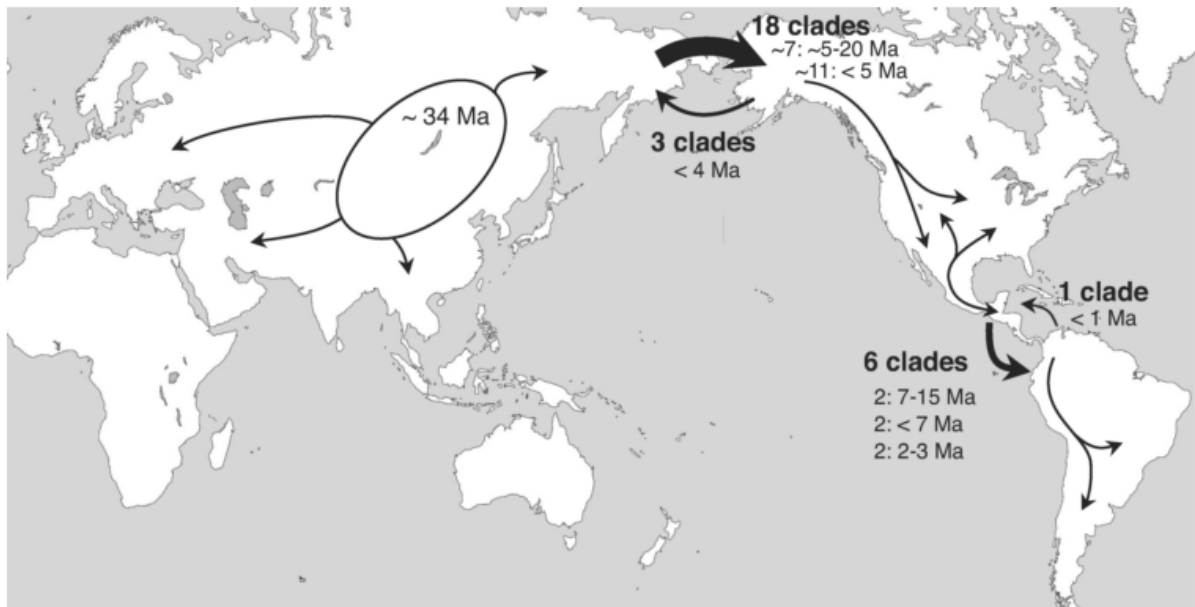 18 clades
~7: ~5-20 Ma
~11: < 5 Ma
~ 34 Ma
3 clades
< 4 Ma
1 clade
< 1 Ma
6 clades
2: 7-15 Ma
2: < 7 Ma
2: 2-3 Ma